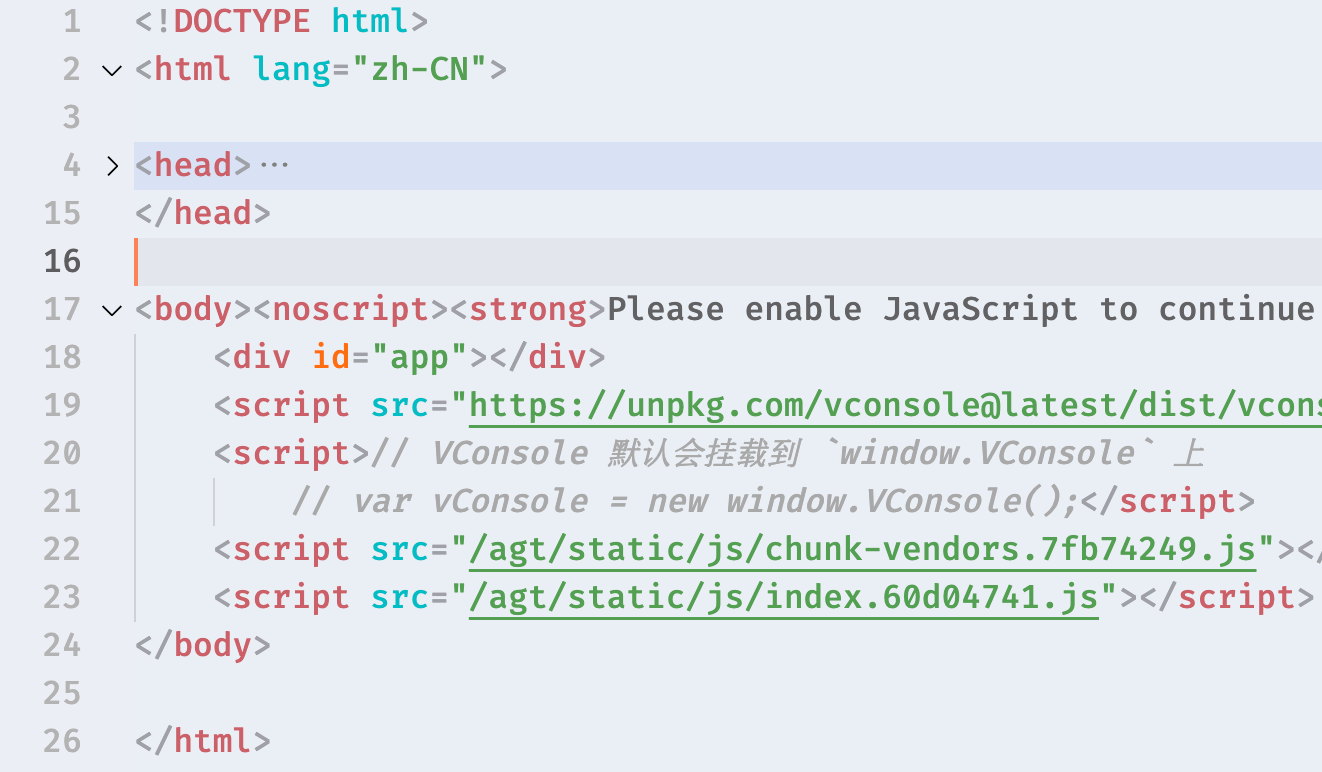 1 <!DOCTYPE html>
2 <html lang="zh-CN">
3
4 <head>···
15 </head>
16
17 <body><noscript><strong>Please enable JavaScript to continue
18 <div id="app"></div>
19 <script src="https://unpkg.com/vconsole@latest/dist/vcons
20 <script>// VConsole 默认会挂载到 `window.VConsole` 上
21 // var vConsole = new window.VConsole();</script>
22 <script src="/agt/static/js/chunk-vendors.7fb74249.js"></
23 <script src="/agt/static/js/index.60d04741.js"></script>
24 </body>
25
26 </html>